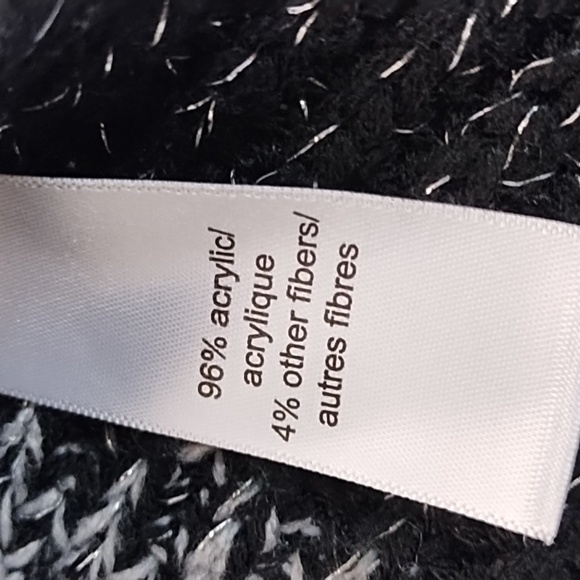 96% acrylic/
acrylique
4% other fibers/
autres fibres